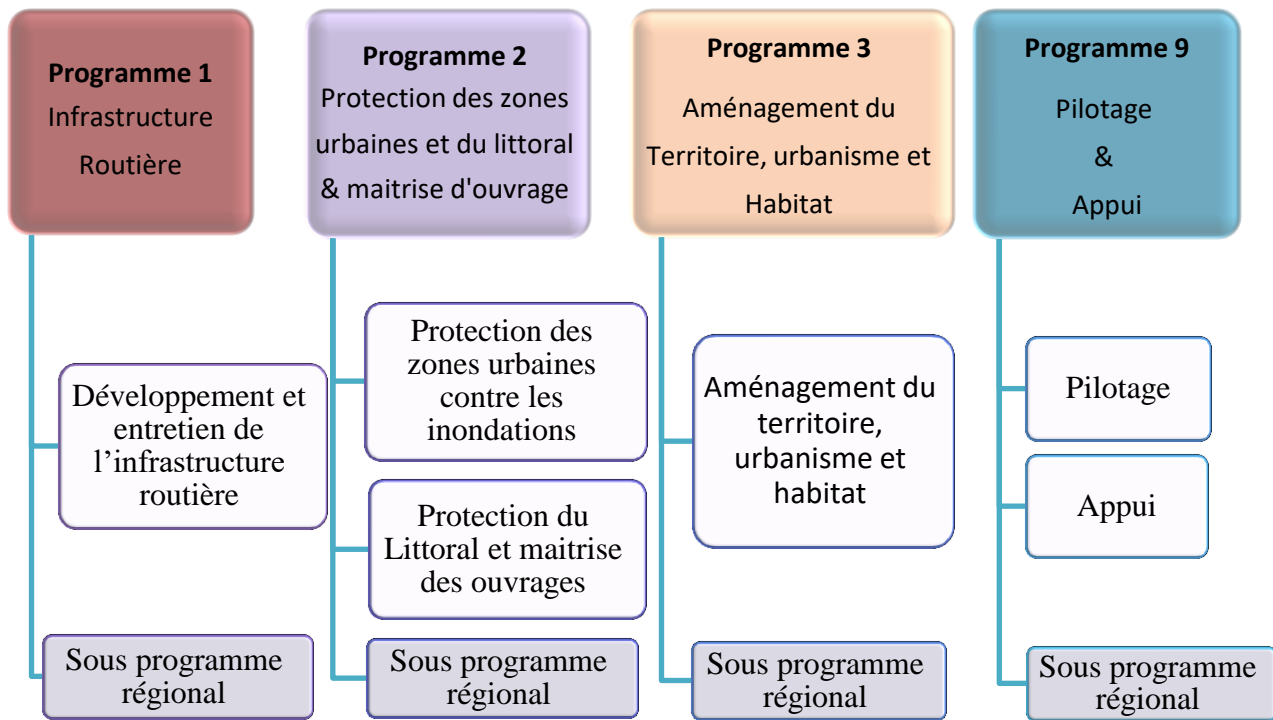 Programme 1
Infrastructure
Routière
Développement et
entretien de
l’infrastructure
routière
Sous programme
régional
Programme 2
Protection des zones
urbaines et du littoral
& maitrise d'ouvrage
Protection des
zones urbaines
contre les
inondations
Protection du
Littoral et maitrise
des ouvrages
Sous programme
régional
Programme 3
Aménagement du
Territoire, urbanisme et
Habitat
Aménagement du
territoire,
urbanisme et
habitat
Sous programme
régional
Programme 9
Pilotage
&
Appui
Pilotage
Appui
Sous programme
régional